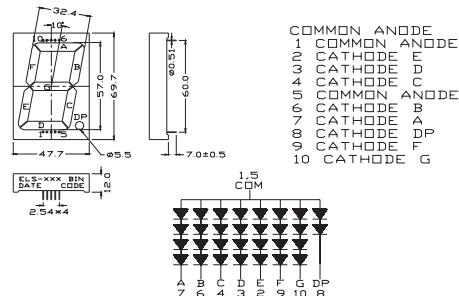 32.4
10
10 6
A
F B
G
E C
D DP
1 5
57.0
69.7
47.7
ø5.5
ø0.51
60.0
7.0±0.5
ELS-XXX BIN
DATE CODE
12.0
2.54*4
COMMON ANODE
1 COMMON ANODE
2 CATHODE E
3 CATHODE D
4 CATHODE C
5 COMMON ANODE
6 CATHODE B
7 CATHODE A
8 CATHODE DP
9 CATHODE F
10 CATHODE G
1,5
COM
A B C D E F G DP
7 6 4 3 2 9 10 8